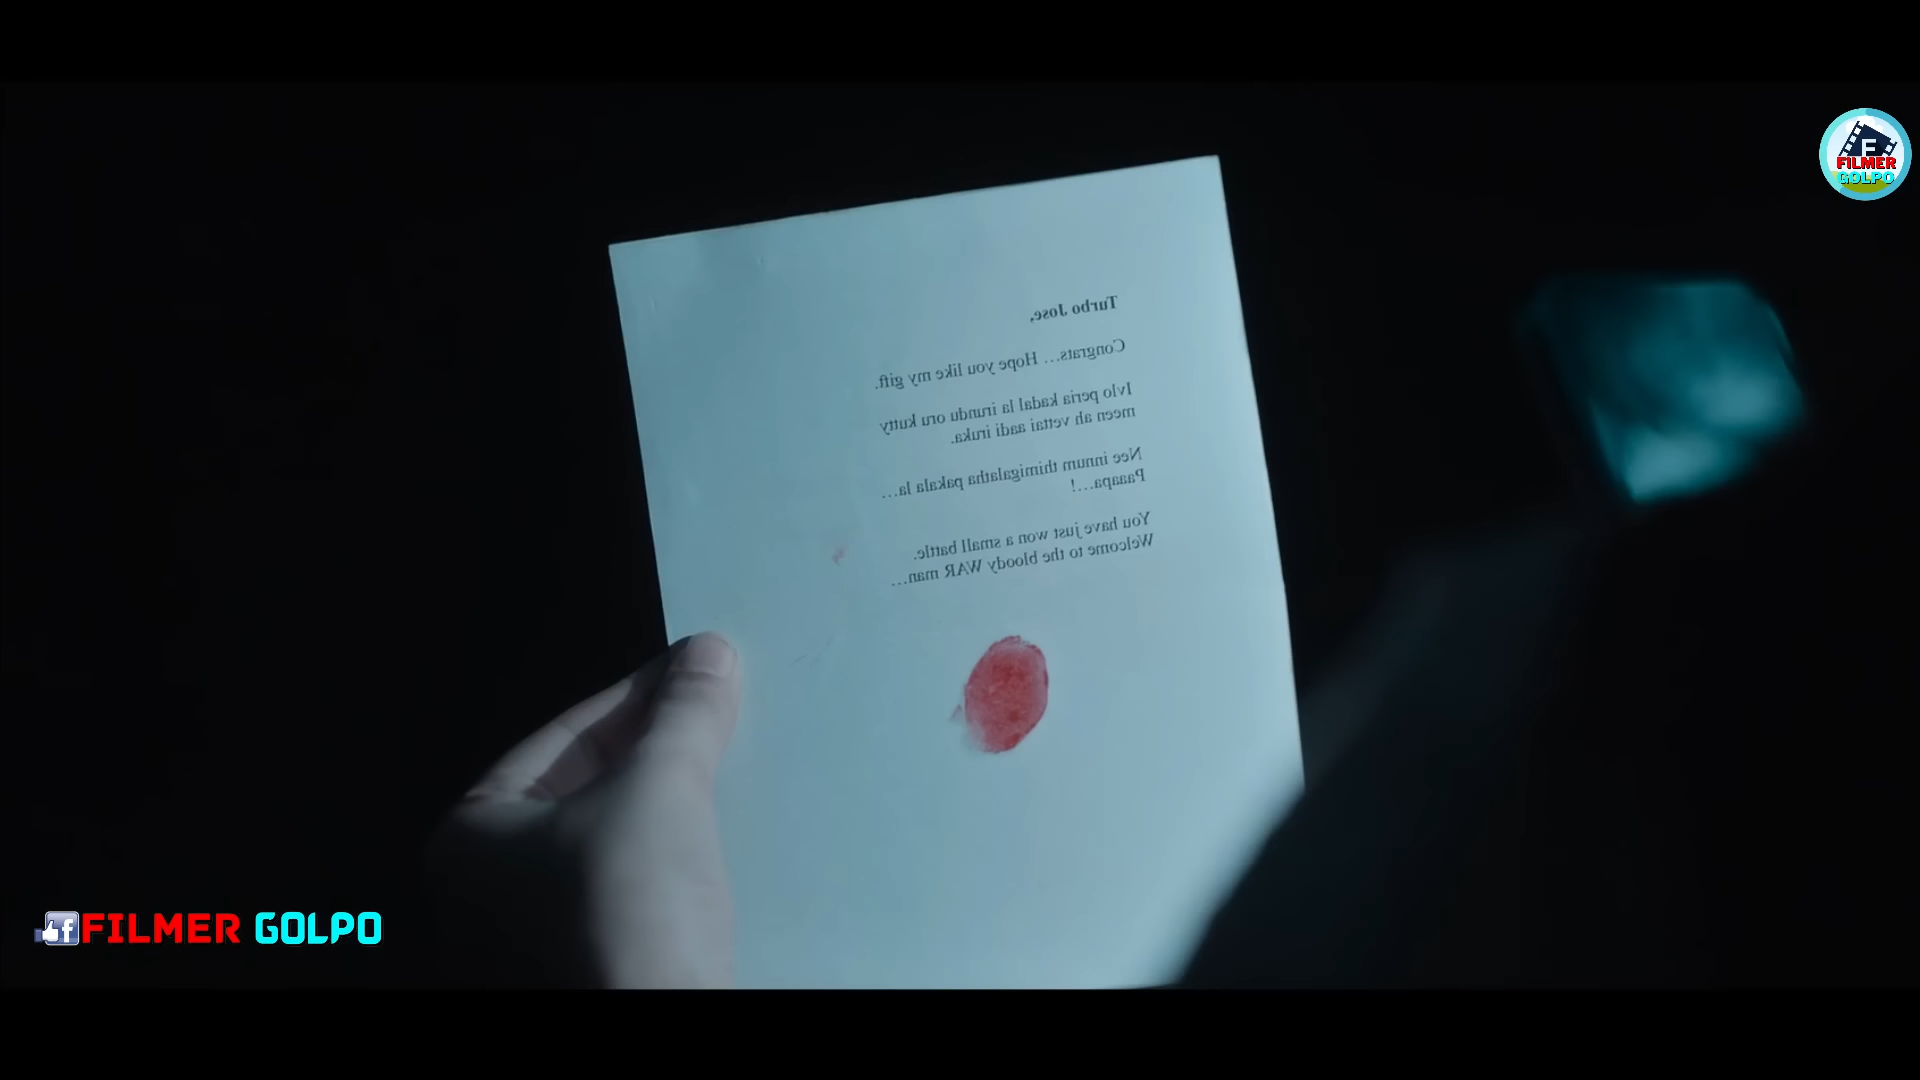 FILMER
GOLPO
Turbo Jose,
Congrats... Hope you like my gift.
Ivlo peria kadal la irundu oru kutty
meen ah vettai aadi iruka.
Nee innum thimigalatha pakala la...
Paaapa...!
You have just won a small battle.
Welcome to the bloody WAR man...
FILMER GOLPO